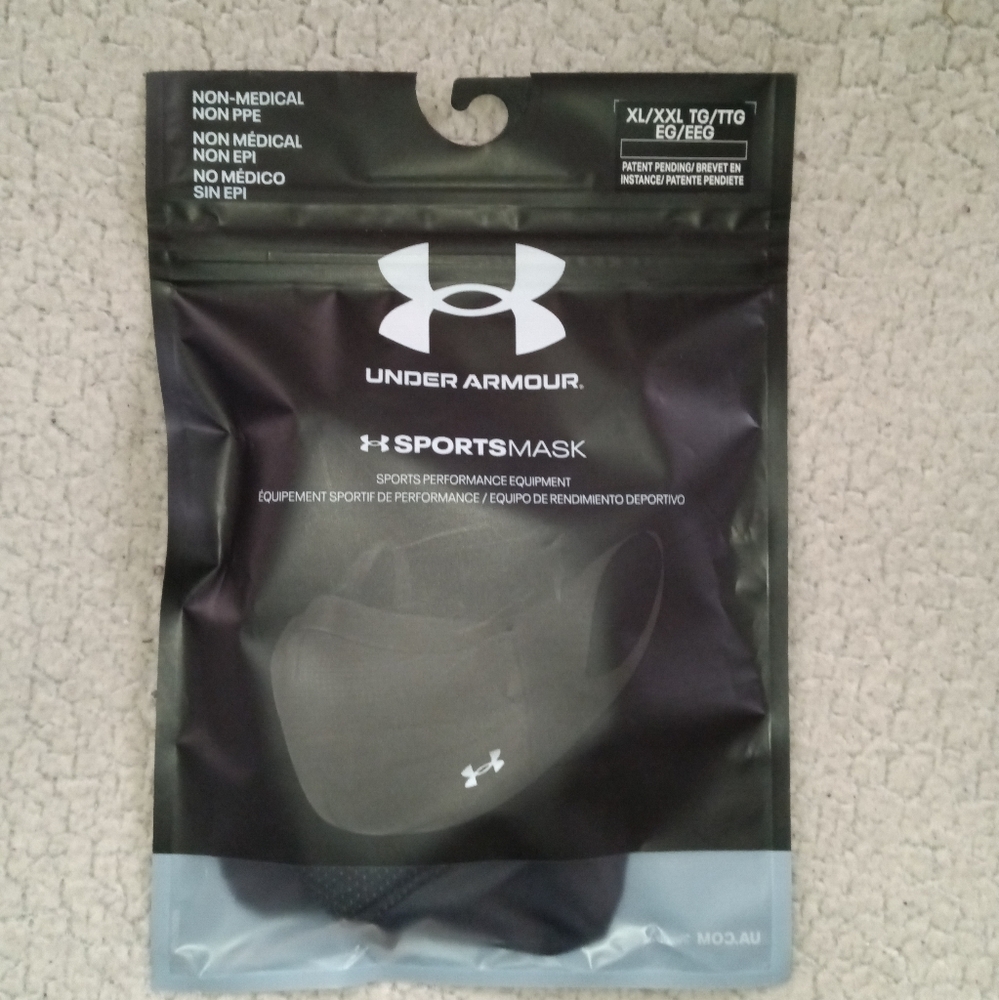 NON-MEDICAL
NON PPE
NON MÉDICAL
NON EPI
NO MÉDICO
SIN EPI
XL/XXL TG/TTG
EG/EEG
PATENT PENDING/ BREVET EN
INSTANCE/ PATENTE PENDIETE
UNDER ARMOUR®
SPORTSMASK
SPORTS PERFORMANCE EQUIPMENT
ÉQUIPEMENT SPORTIF DE PERFORMANCE / EQUIPO DE RENDIMIENTO DEPORTIVO
UA.COM